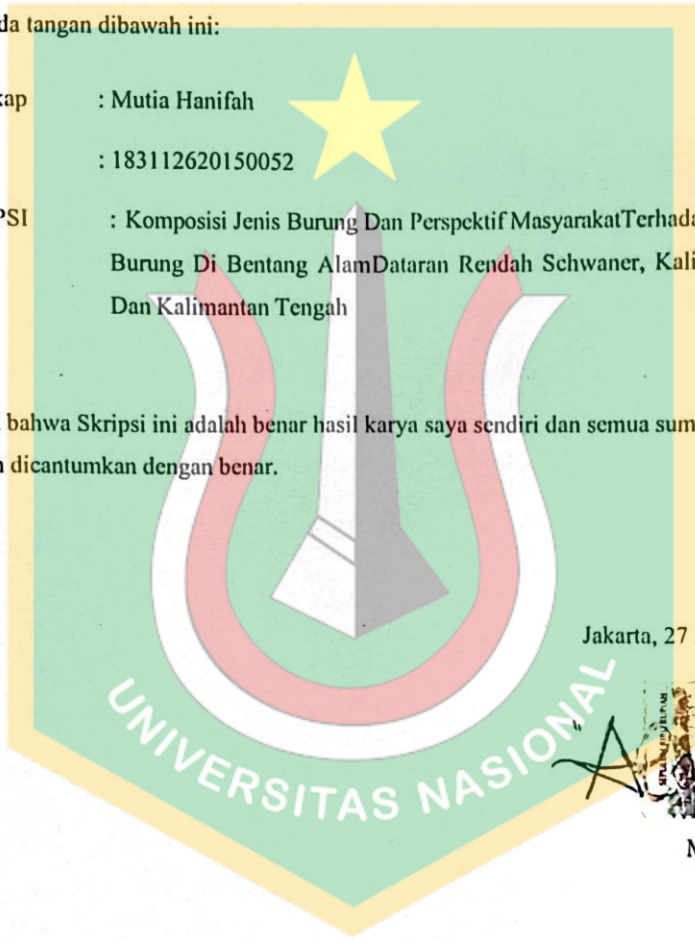 da tangan dibawah ini:
kap : Mutia Hanifah
: 183112620150052
PSI : Komposisi Jenis Burung Dan Perspektif MasyarakatTerhada
Burung Di Bentang AlamDataran Rendah Schwaner, Kali
Dan Kalimantan Tengah
bahwa Skripsi ini adalah benar hasil karya saya sendiri dan semua sum
dicantumkan dengan benar.
Jakarta, 27
UNIVERSITAS NASIONAL